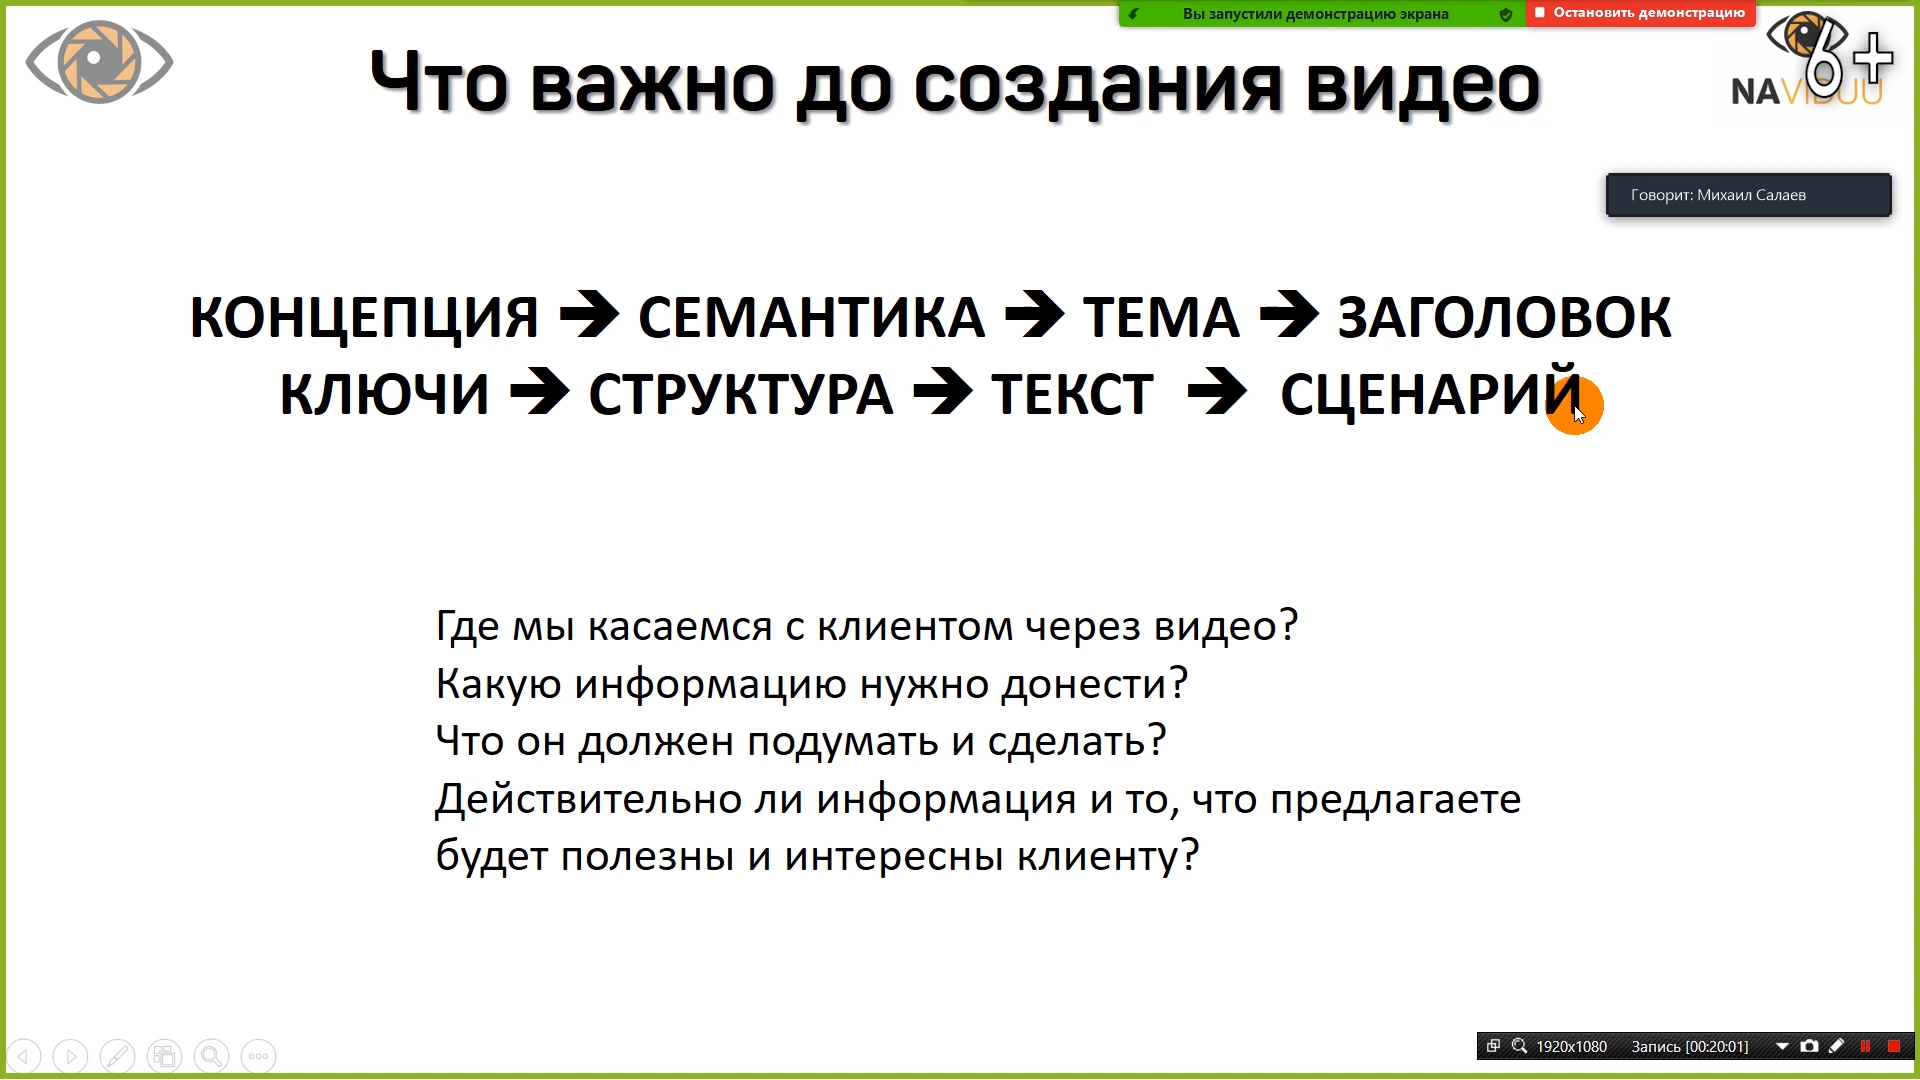 Вы запустили демонстрацию экрана
Остановить демонстрацию
Что важно до создания видео
6+
NAVIDUU
Говорит: Михаил Салаев
КОНЦЕПЦИЯ ➔ СЕМАНТИКА ➔ ТЕМА ➔ ЗАГОЛОВОК
КЛЮЧИ ➔ СТРУКТУРА ➔ ТЕКСТ ➔ СЦЕНАРИЙ
Где мы касаемся с клиентом через видео?
Какую информацию нужно донести?
Что он должен подумать и сделать?
Действительно ли информация и то, что предлагаете
будет полезны и интересны клиенту?
1920x1080 Запись [00:20:01]